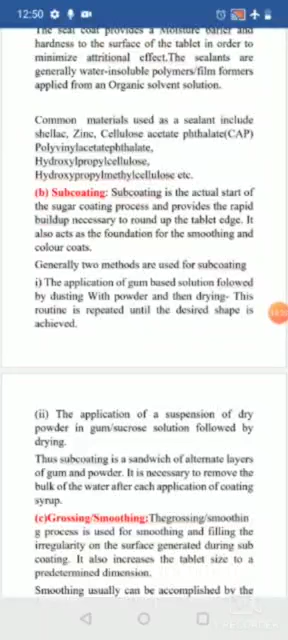 12:50
The seal coat provides a Moisture barier and
hardness to the surface of the tablet in order to
minimize attritional effect.The sealants are
generally water-insoluble polymers/film formers
applied from an Organic solvent solution.
Common materials used as a sealant include
shellac, Zinc, Cellulose acetate phthalate(CAP)
Polyvinylacetatephthalate,
Hydroxylpropylcellulose,
Hydroxypropylmethylcellulose etc.
(b) Subcoating: Subcoating is the actual start of
the sugar coating process and provides the rapid
buildup necessary to round up the tablet edge. It
also acts as the foundation for the smoothing and
colour coats.
Generally two methods are used for subcoating
i) The application of gum based solution folowed
by dusting With powder and then drying- This
routine is repeated until the desired shape is
achieved.
(ii) The application of a suspension of dry
powder in gum/sucrose solution followed by
drying.
Thus subcoating is a sandwich of alternate layers
of gum and powder. It is necessary to remove the
bulk of the water after each application of coating
syrup.
(c)Grossing/Smoothing:Thegrossing/smoothin
g process is used for smoothing and filling the
irregularity on the surface generated during sub
coating. It also increases the tablet size to a
predetermined dimension.
Smoothing usually can be accomplished by the